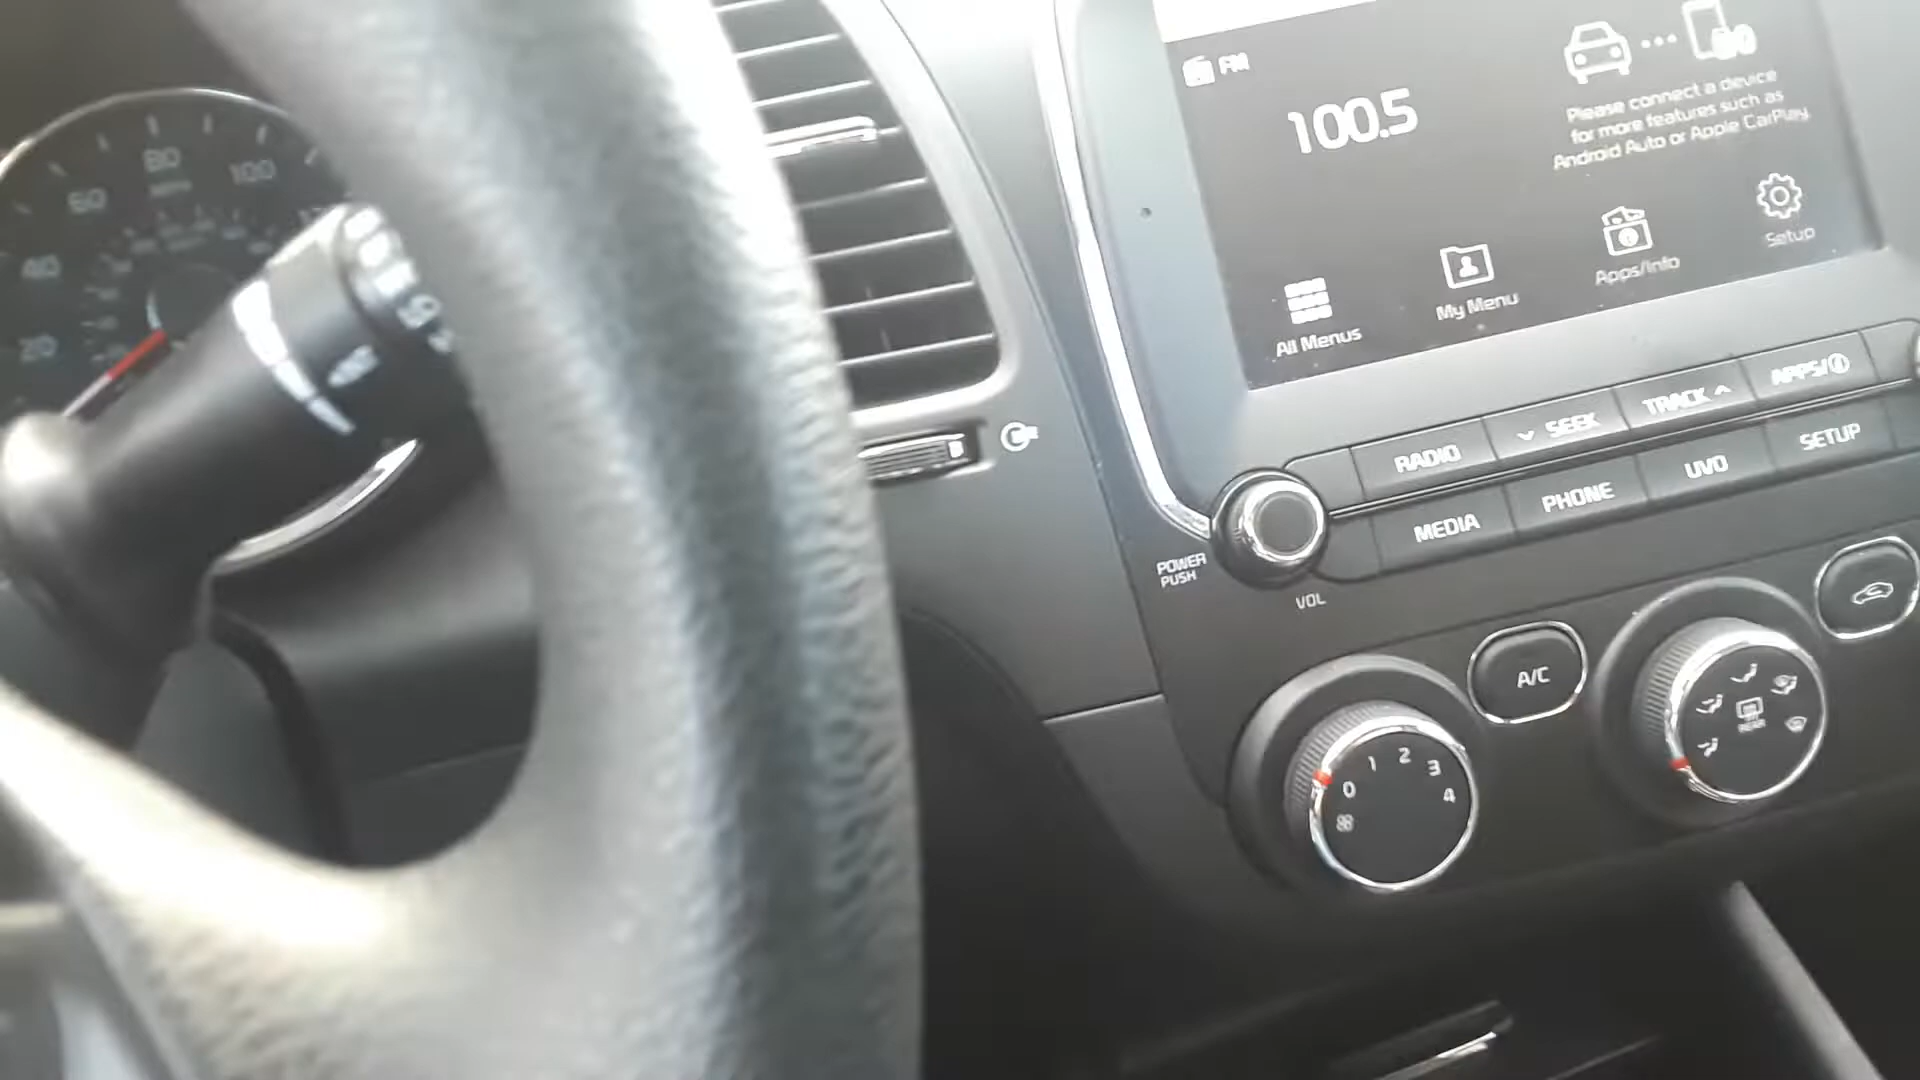 FM
100.5
Please connect a device
for more features such as
Android Auto or Apple CarPlay.
All Menus
My Menu
Apps/Info
Setup
RADIO
SEEK
TRACK
APPS/
MEDIA
PHONE
UVO
SETUP
POWER
PUSH
VOL
A/C
0
1
2
3
4
REAR
20
40
60
80
100
MPH